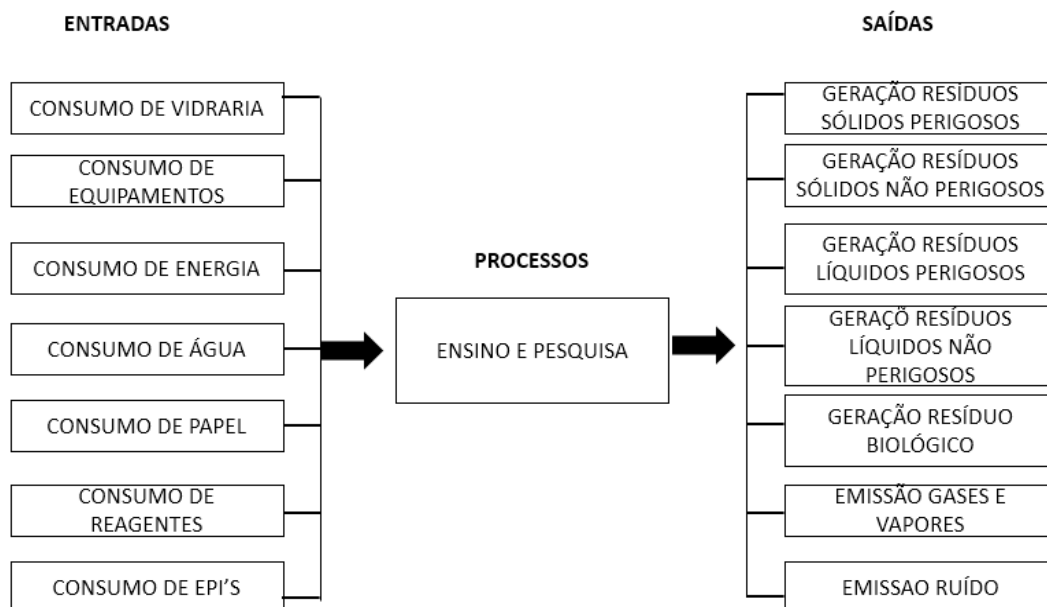 ENTRADAS
CONSUMO DE VIDRARIA
CONSUMO DE
EQUIPAMENTOS
CONSUMO DE ENERGIA
CONSUMO DE ÁGUA
CONSUMO DE PAPEL
CONSUMO DE
REAGENTES
CONSUMO DE EPI’S
PROCESSOS
ENSINO E PESQUISA
SAÍDAS
GERAÇÃO RESÍDUOS
SÓLIDOS PERIGOSOS
GERAÇÃO RESÍDUOS
SÓLIDOS NÃO PERIGOSOS
GERAÇÃO RESÍDUOS
LÍQUIDOS PERIGOSOS
GERAÇÕ RESÍDUOS
LÍQUIDOS NÃO
PERIGOSOS
GERAÇÃO RESÍDUO
BIOLÓGICO
EMISSÃO GASES E
VAPORES
EMISSAO RUÍDO